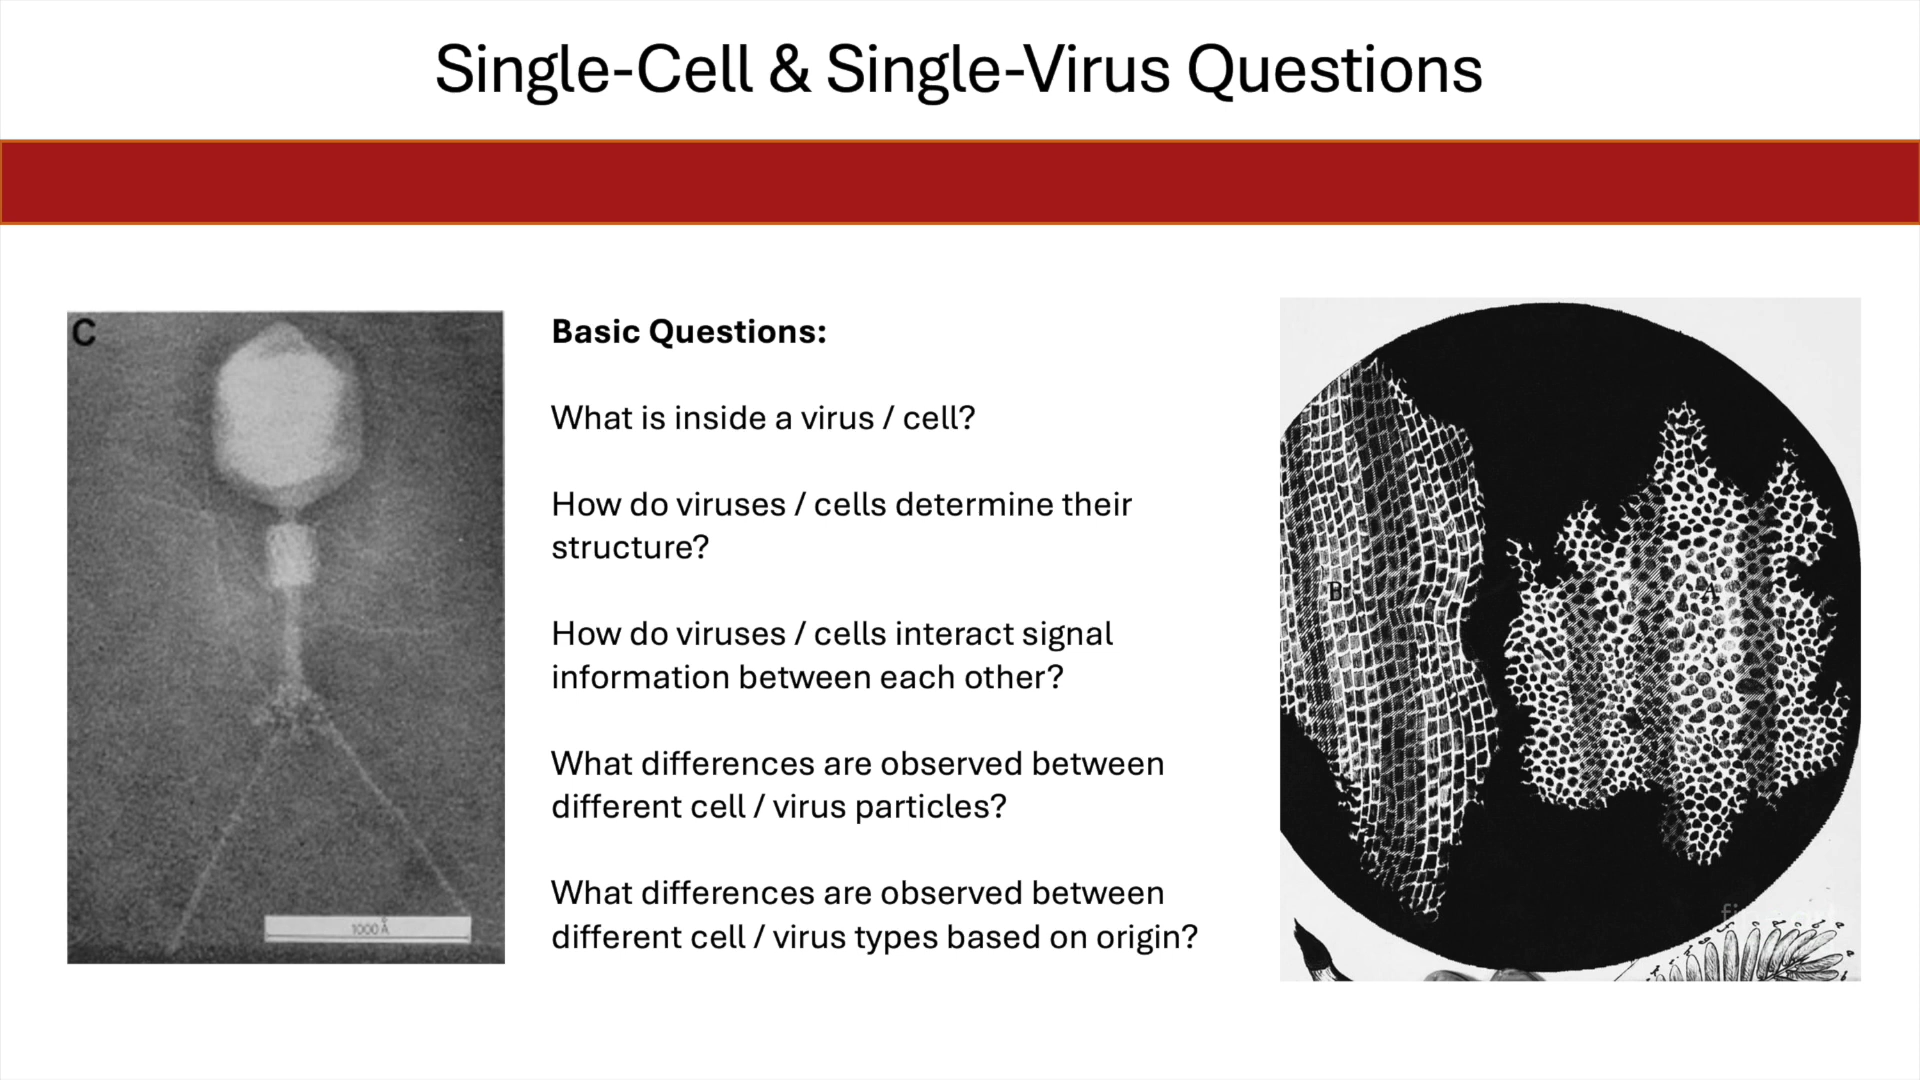 Single-Cell & Single-Virus Questions
C
1000 Å
Basic Questions:
What is inside a virus / cell?
How do viruses / cells determine their
structure?
How do viruses / cells interact signal
information between each other?
What differences are observed between
different cell / virus particles?
What differences are observed between
different cell / virus types based on origin?
B
A